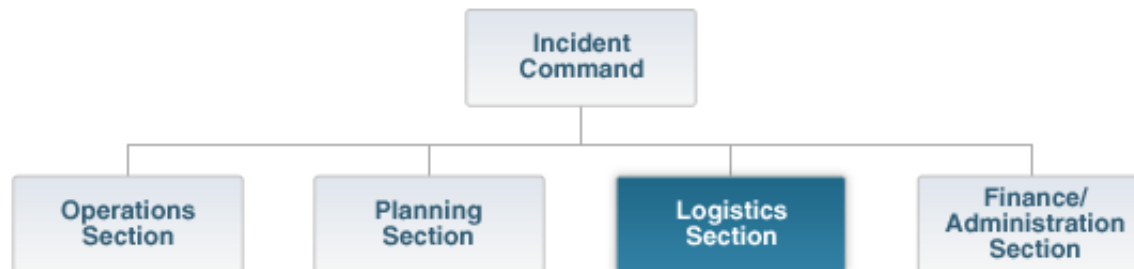 Incident
Command
Operations
Section
Planning
Section
Logistics
Section
Finance/
Administration
Section